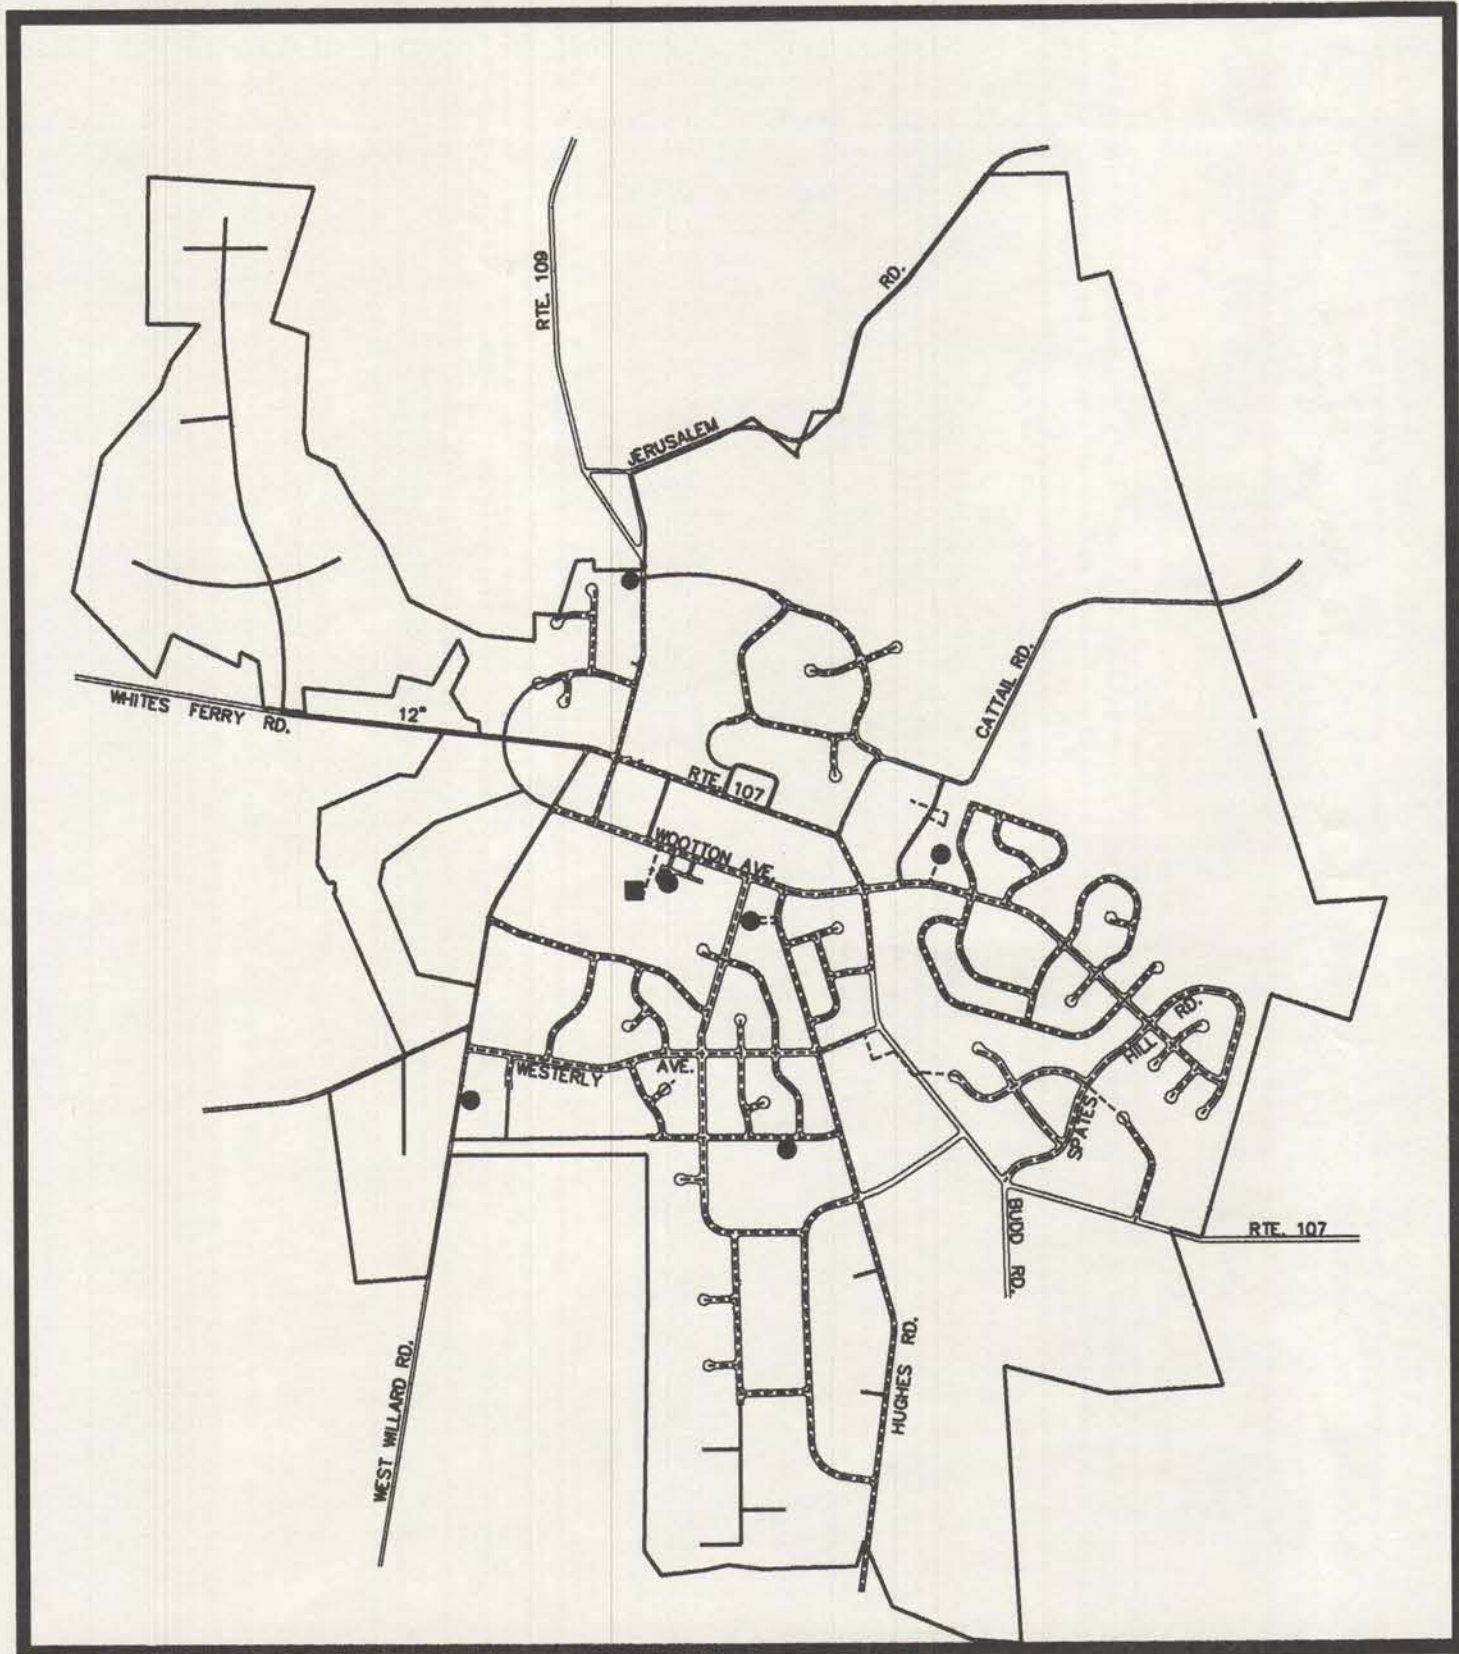 RTE. 109
RD.
JERUSALEM
CATTAIL RD.
WHITES FERRY RD.
12"
RTE. 107
WOOTTON AVE.
HILL RD.
WESTERLY AVE.
SPATES
BUDD RD.
RTE. 107
HUGHES RD.
WEST WILLARD RD.